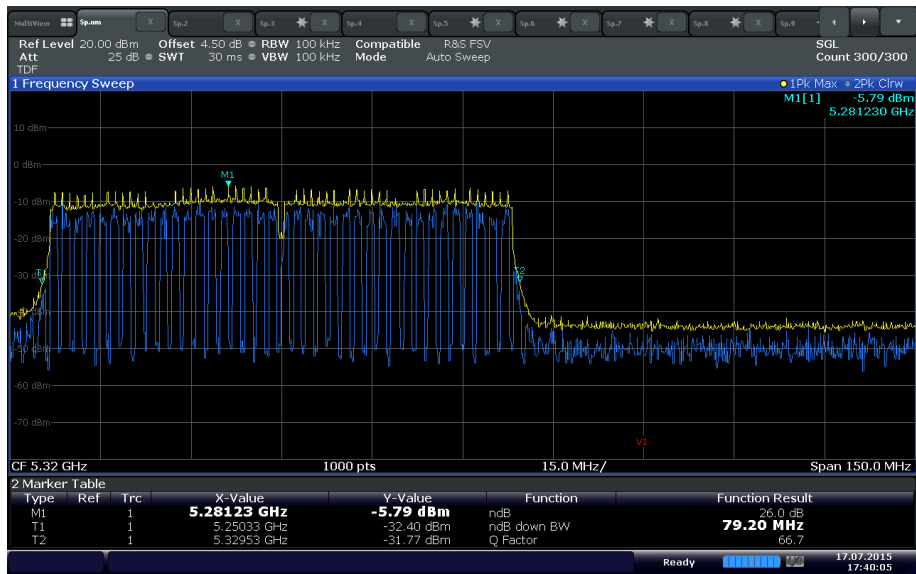 MultiView Sp.um X Sp.2 X Sp.3 X Sp.4 X Sp.5 X Sp.6 X Sp.7 X Sp.8 X Sp.9
Ref Level 20.00 dBm Offset 4.50 dB RBW 100 kHz Compatible R&S FSV SGL
Att 25 dB SWT 30 ms VBW 100 kHz Mode Auto Sweep Count 300/300
TDF
1 Frequency Sweep 1Pk Max 2Pk Clrw
M1[1] -5.79 dBm
5.281230 GHz
10 dBm
0 dBm
M1
-10 dBm
-20 dBm
T1 T2
-30 dBm
-50 dBm
-60 dBm
-70 dBm
V1
CF 5.32 GHz 1000 pts 15.0 MHz/ Span 150.0 MHz
2 Marker Table
Type Ref Trc X-Value Y-Value Function Function Result
M1 1 5.28123 GHz -5.79 dBm ndB 26.0 dB
T1 1 5.25033 GHz -32.40 dBm ndB down BW 79.20 MHz
T2 1 5.32953 GHz -31.77 dBm Q Factor 66.7
Ready 17.07.2015
17:40:05